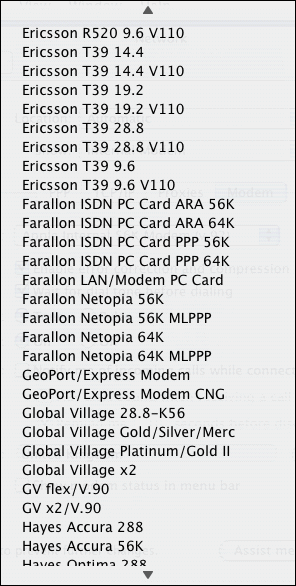 Ericsson R520 9.6 V110
Ericsson T39 14.4
Ericsson T39 14.4 V110
Ericsson T39 19.2
Ericsson T39 19.2 V110
Ericsson T39 28.8
Ericsson T39 28.8 V110
Ericsson T39 9.6
Ericsson T39 9.6 V110
Farallon ISDN PC Card ARA 56K
Farallon ISDN PC Card ARA 64K
Farallon ISDN PC Card PPP 56K
Farallon ISDN PC Card PPP 64K
Farallon LAN/Modem PC Card
Farallon Netopia 56K
Farallon Netopia 56K MLPPP
Farallon Netopia 64K
Farallon Netopia 64K MLPPP
GeoPort/Express Modem
GeoPort/Express Modem CNG
Global Village 28.8-K56
Global Village Gold/Silver/Merc
Global Village Platinum/Gold II
Global Village x2
GV flex/V.90
GV x2/V.90
Hayes Accura 288
Hayes Accura 56K
Hayes Optima 288